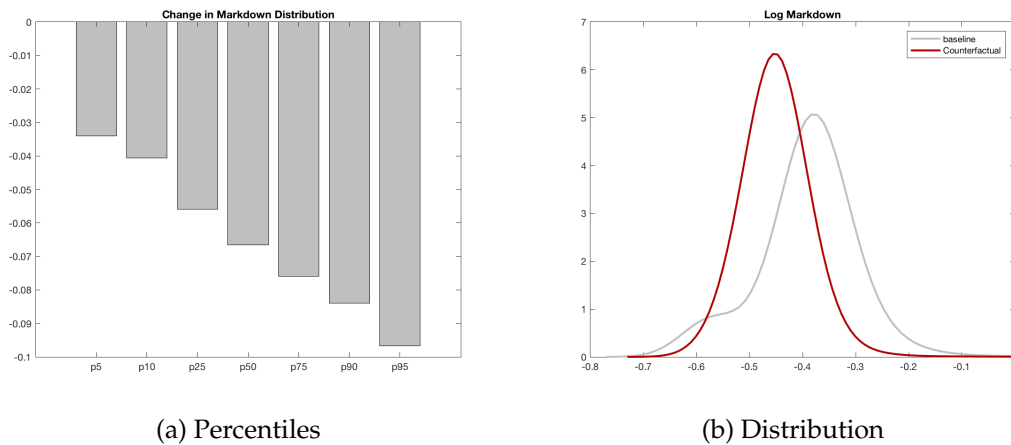 Change in Markdown Distribution
0
-0.01
-0.02
-0.03
-0.04
-0.05
-0.06
-0.07
-0.08
-0.09
-0.1
p5 p10 p25 p50 p75 p90 p95
(a) Percentiles
Log Markdown
7
6
5
4
3
2
1
0
baseline
Counterfactual
-0.8 -0.7 -0.6 -0.5 -0.4 -0.3 -0.2 -0.1
(b) Distribution